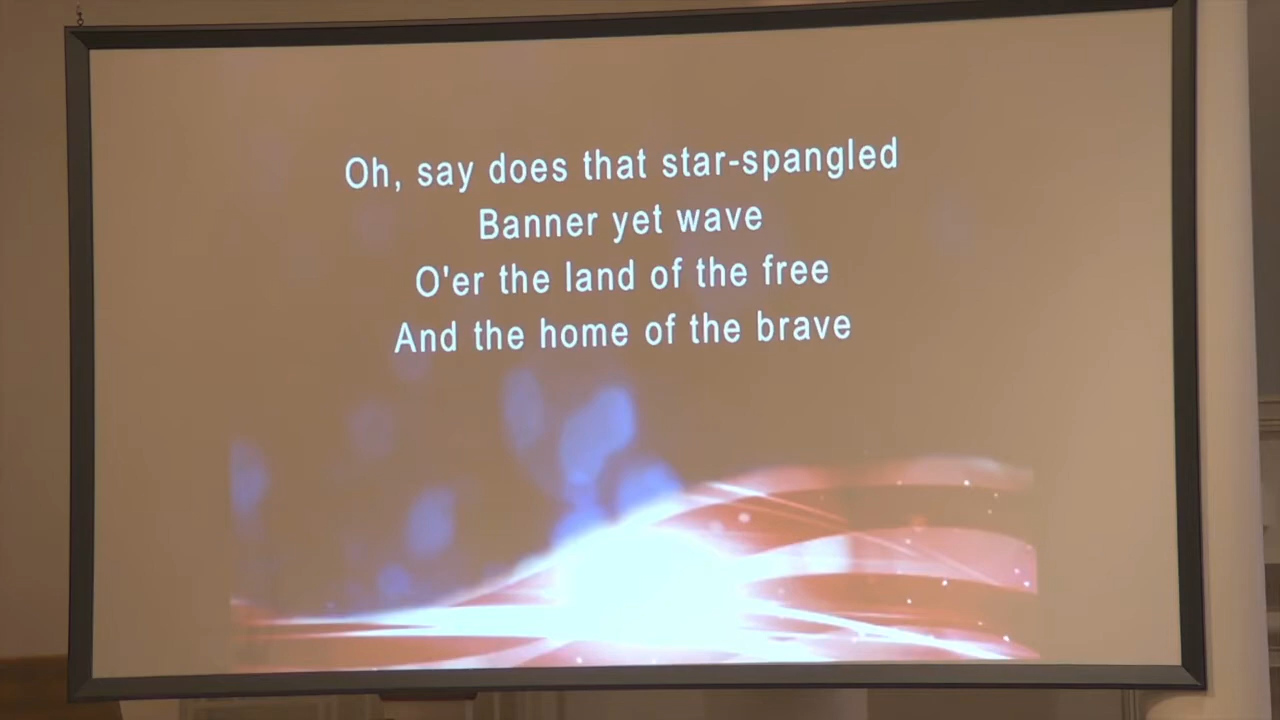 Oh, say does that star-spangled
Banner yet wave
O'er the land of the free
And the home of the brave